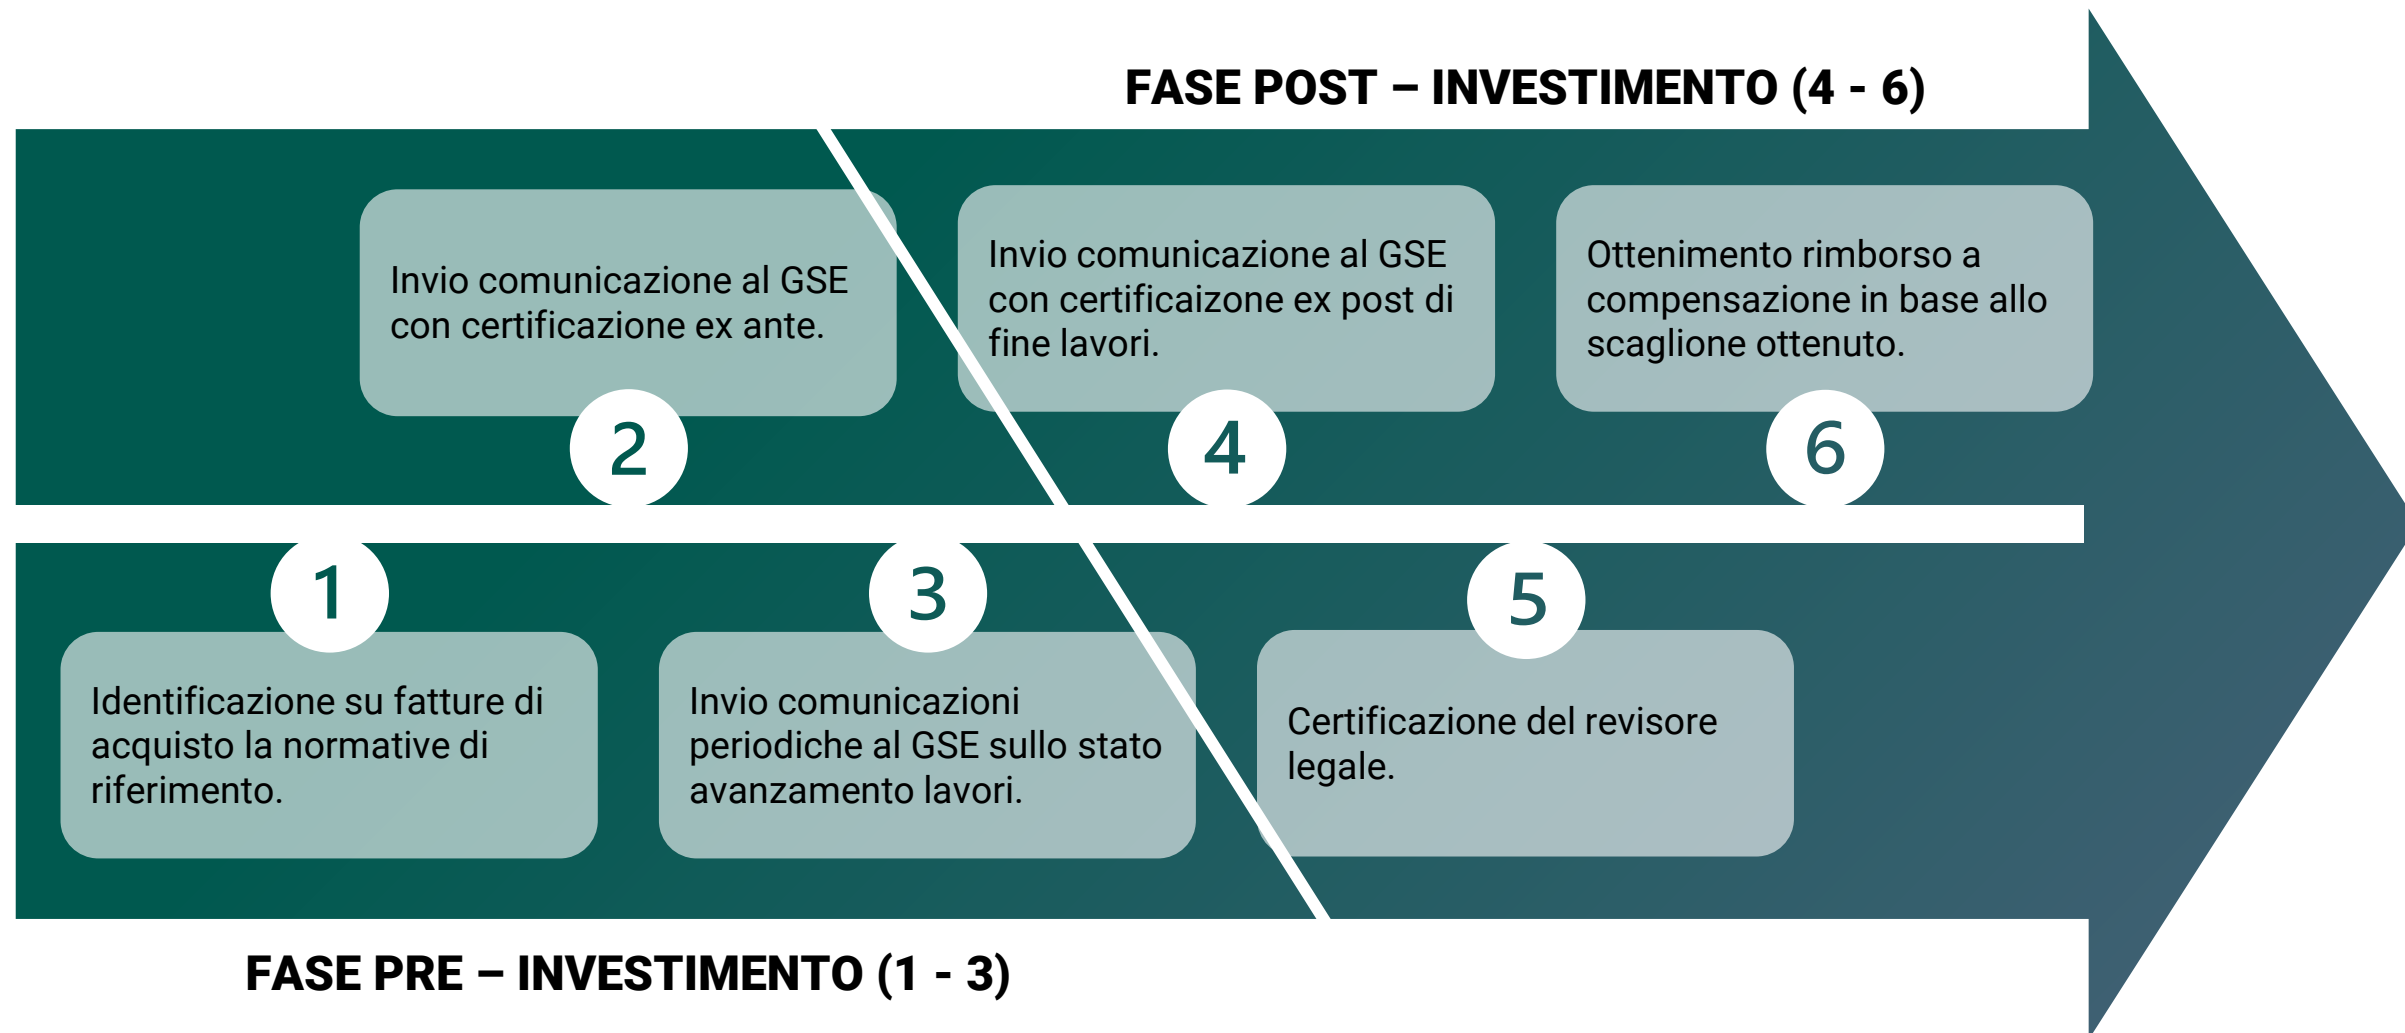 FASE POST – INVESTIMENTO (4 - 6)
Invio comunicazione al GSE
con certificazione ex ante.
2
Invio comunicazione al GSE
con certificaizone ex post di
fine lavori.
4
Ottenimento rimborso a
compensazione in base allo
scaglione ottenuto.
6
1
Identificazione su fatture di
acquisto la normative di
riferimento.
3
Invio comunicazioni
periodiche al GSE sullo stato
avanzamento lavori.
5
Certificazione del revisore
legale.
FASE PRE – INVESTIMENTO (1 - 3)